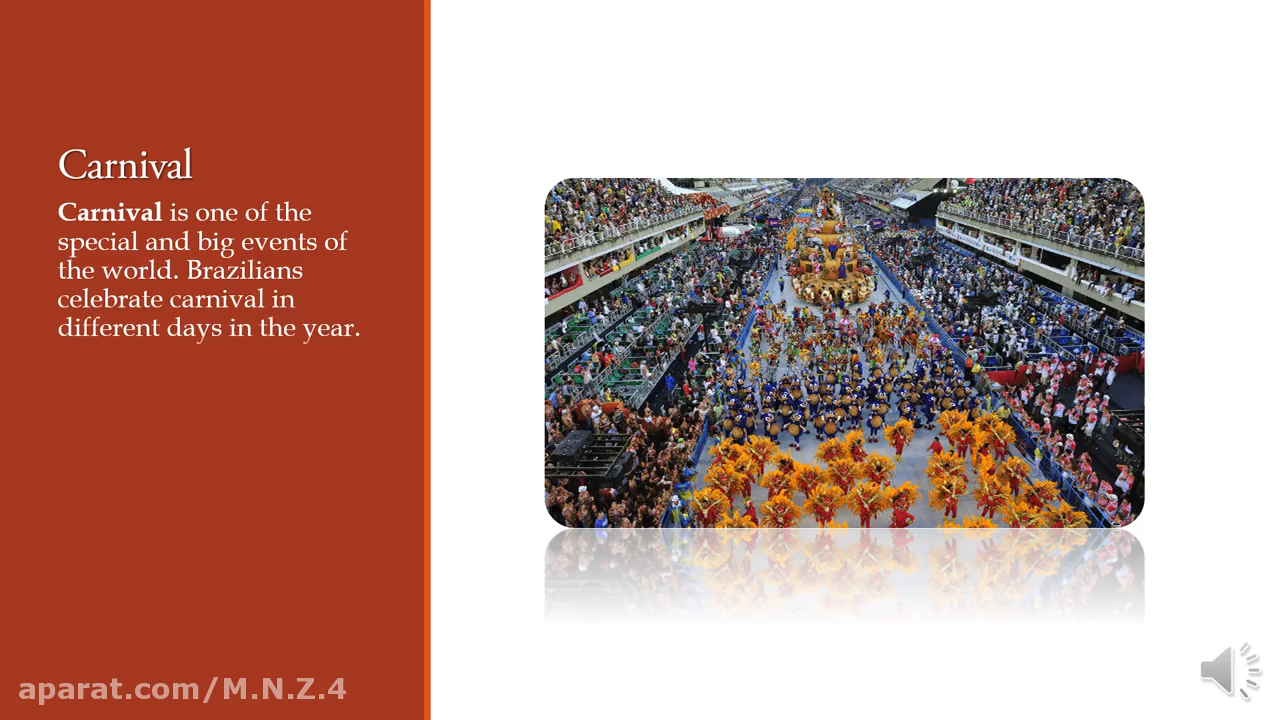 Carnival
Carnival is one of the
special and big events of
the world. Brazilians
celebrate carnival in
different days in the year.
aparat.com/M.N.Z.4